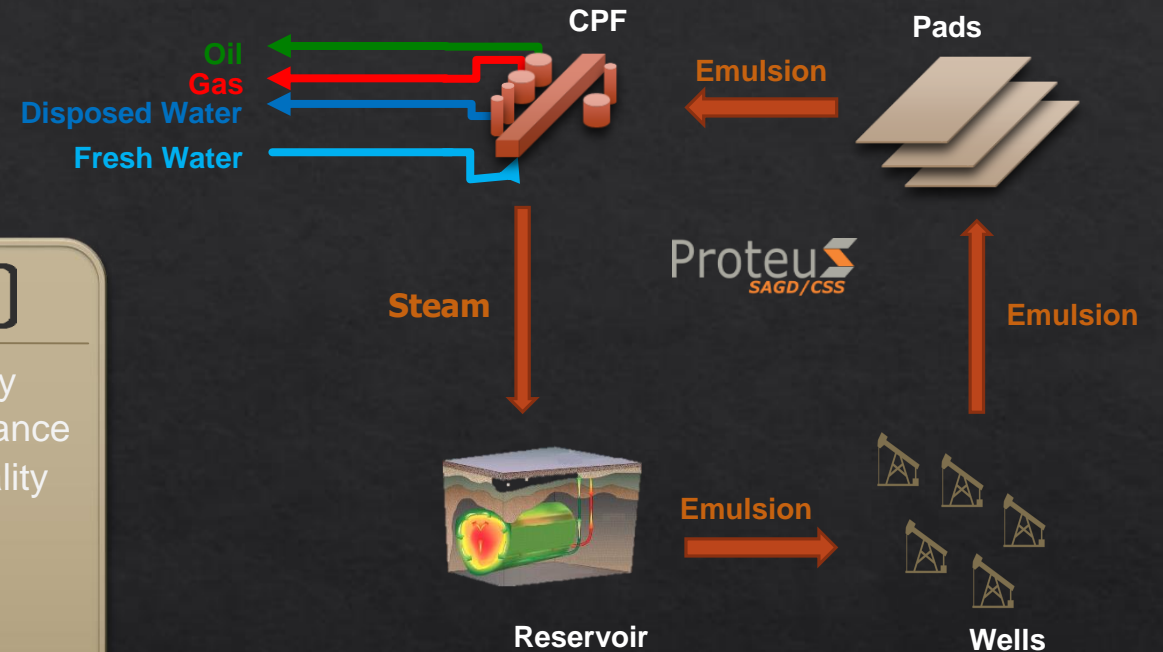 CPF
Pads
Oil
Gas
Disposed Water
Fresh Water
Emulsion
ProteuS
SAGD/CSS
Steam
Emulsion
Emulsion
Reservoir
Wells